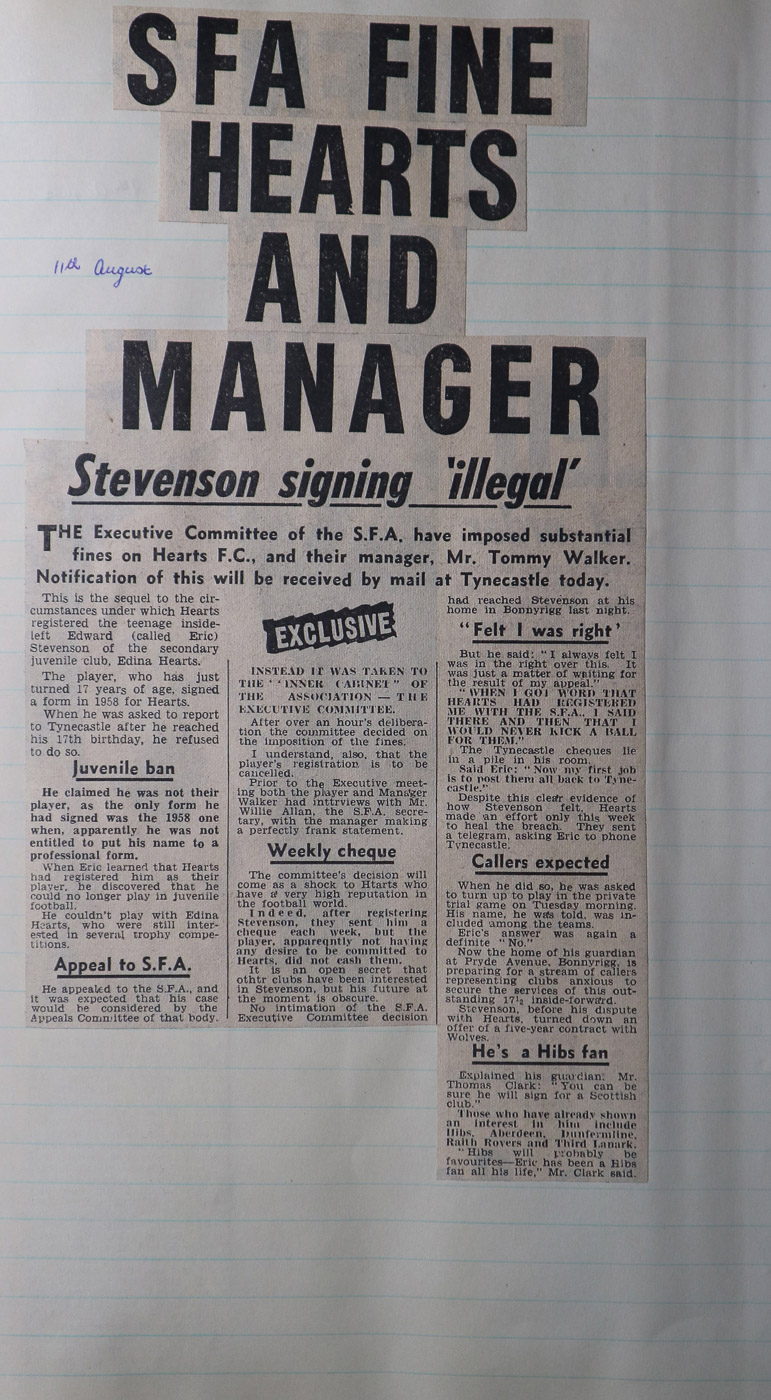 SFA FINE
HEARTS
AND
MANAGER
11th August
Stevenson signing 'illegal'
THE Executive Committee of the S.F.A. have imposed substantial
fines on Hearts F.C., and their manager, Mr. Tommy Walker.
Notification of this will be received by mail at Tynecastle today.
This is the sequel to the cir-
cumstances under which Hearts
registered the teenage inside-
left Edward (called Eric)
Stevenson of the secondary
juvenile club, Edina Hearts.
The player, who has just
turned 17 years of age, signed
a form in 1958 for Hearts.
When he was asked to report
to Tynecastle after he reached
his 17th birthday, he refused
to do so.
Juvenile ban
He claimed he was not their
player, as the only form he
had signed was the 1958 one
when, apparently he was not
entitled to put his name to a
professional form.
When Eric learned that Hearts
had registered him as their
player, he discovered that he
could no longer play in juvenile
football.
He couldn't play with Edina
Hearts, who were still inter-
ested in several trophy compe-
titions.
Appeal to S.F.A.
He appealed to the S.F.A., and
it was expected that his case
would be considered by the
Appeals Committee of that body.
EXCLUSIVE
INSTEAD IT WAS TAKEN TO
THE "INNER CABINET" OF
THE ASSOCIATION — THE
EXECUTIVE COMMITTEE.
After over an hour's delibera-
tion the committee decided on
the imposition of the fines.
I understand, also, that the
player's registration is to be
cancelled.
Prior to the Executive meet-
ing both the player and Manager
Walker had inttrviews with Mr.
Willie Allan, the S.F.A. secre-
tary, with the manager making
a perfectly frank statement.
Weekly cheque
The committee's decision will
come as a shock to Htarts who
have a very high reputation in
the football world.
Indeed, after registering
Stevenson, they sent him a
cheque each week, but the
player, appareqntly not having
any desire to be committed to
Hearts, did not cash them.
It is an open secret that
othtr clubs have been interested
in Stevenson, but his future at
the moment is obscure.
No intimation of the S.F.A.
Executive Committee decision
had reached Stevenson at his
home in Bonnyrigg last night.
"Felt I was right'
But he said: "I always felt I
was in the right over this. It
was just a matter of waiting for
the result of my appeal."
"WHEN I GOT WORD THAT
HEARTS HAD REGISTERED
ME WITH THE S.F.A., I SAID
THERE AND THEN THAT I
WOULD NEVER KICK A BALL
FOR THEM."
The Tynecastle cheques lie
in a pile in his room.
Said Eric: "Now my first job
is to post them all back to Tyne-
castle."
Despite this clear evidence of
how Stevenson felt, Hearts
made an effort only this week
to heal the breach. They sent
a telegram, asking Eric to phone
Tynecastle.
Callers expected
When he did so, he was asked
to turn up to play in the private
trial game on Tuesday morning.
His name, he was told, was in-
cluded among the teams.
Eric's answer was again a
definite "No."
Now the home of his guardian
at Pryde Avenue, Bonnyrigg, is
preparing for a stream of callers
representing clubs anxious to
secure the services of this out-
standing 17½ inside-forward.
Stevenson, before his dispute
with Hearts, turned down an
offer of a five-year contract with
Wolves.
He's a Hibs fan
Explained his guardian: Mr.
Thomas Clark: "You can be
sure he will sign for a Scottish
club."
Those who have already shown
an interest in him include
Hibs, Aberdeen, Dunfermline,
Raith Rovers and Third Lanark.
"Hibs will probably be
favourites—Eric has been a Hibs
fan all his life," Mr. Clark said.